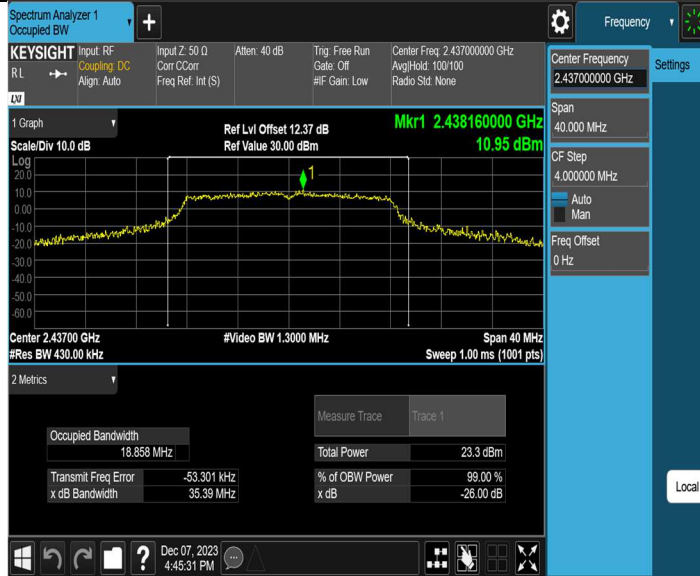 Spectrum Analyzer 1
Occupied BW
Frequency
KEYSIGHT
RL
LXI
Input: RF
Coupling: DC
Align: Auto
Input Z: 50 Ω
Corr CCorr
Freq Ref: Int (S)
Atten: 40 dB
Trig: Free Run
Gate: Off
#IF Gain: Low
Center Freq: 2.437000000 GHz
Avg|Hold: 100/100
Radio Std: None
Center Frequency
2.437000000 GHz
Settings
Span
40.000 MHz
CF Step
4.000000 MHz
Auto
Man
Freq Offset
0 Hz
Local
1 Graph
Scale/Div 10.0 dB
Ref Lvl Offset 12.37 dB
Ref Value 30.00 dBm
Mkr1 2.438160000 GHz
10.95 dBm
Log
20.0
10.0
0.00
-10.0
-20.0
-30.0
-40.0
-50.0
-60.0
1
Center 2.43700 GHz
#Res BW 430.00 kHz
#Video BW 1.3000 MHz
Span 40 MHz
Sweep 1.00 ms (1001 pts)
2 Metrics
Measure Trace
Trace 1
Occupied Bandwidth
18.858 MHz
Total Power 23.3 dBm
Transmit Freq Error -53.301 kHz
% of OBW Power 99.00 %
x dB Bandwidth 35.39 MHz
x dB -26.00 dB
?
Dec 07, 2023
4:45:31 PM